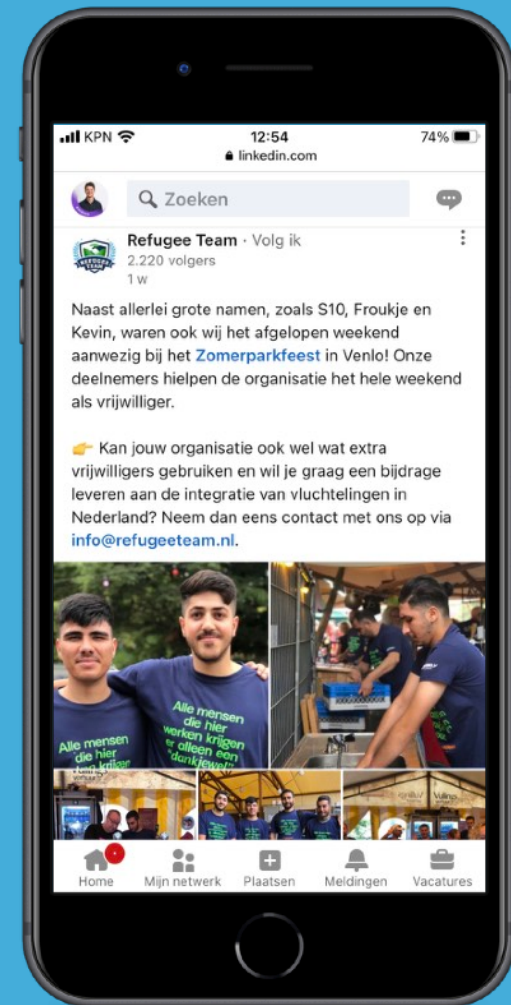 KPN
12:54
74%
linkedin.com
Zoeken
REFUGEE
TEAM
Refugee Team · Volg ik
2.220 volgers
1 w
Naast allerlei grote namen, zoals S10, Froukje en
Kevin, waren ook wij het afgelopen weekend
aanwezig bij het Zomerparkfeest in Venlo! Onze
deelnemers hielpen de organisatie het hele weekend
als vrijwilliger.
👉 Kan jouw organisatie ook wel wat extra
vrijwilligers gebruiken en wil je graag een bijdrage
leveren aan de integratie van vluchtelingen in
Nederland? Neem dan eens contact met ons op via
info@refugeeteam.nl.
Alle mensen
die hier
werken krijgen
er alleen een
"dankjewel"
Alle mensen
die hier
Vulings
Vulings
Home
Mijn netwerk
Plaatsen
Meldingen
Vacatures